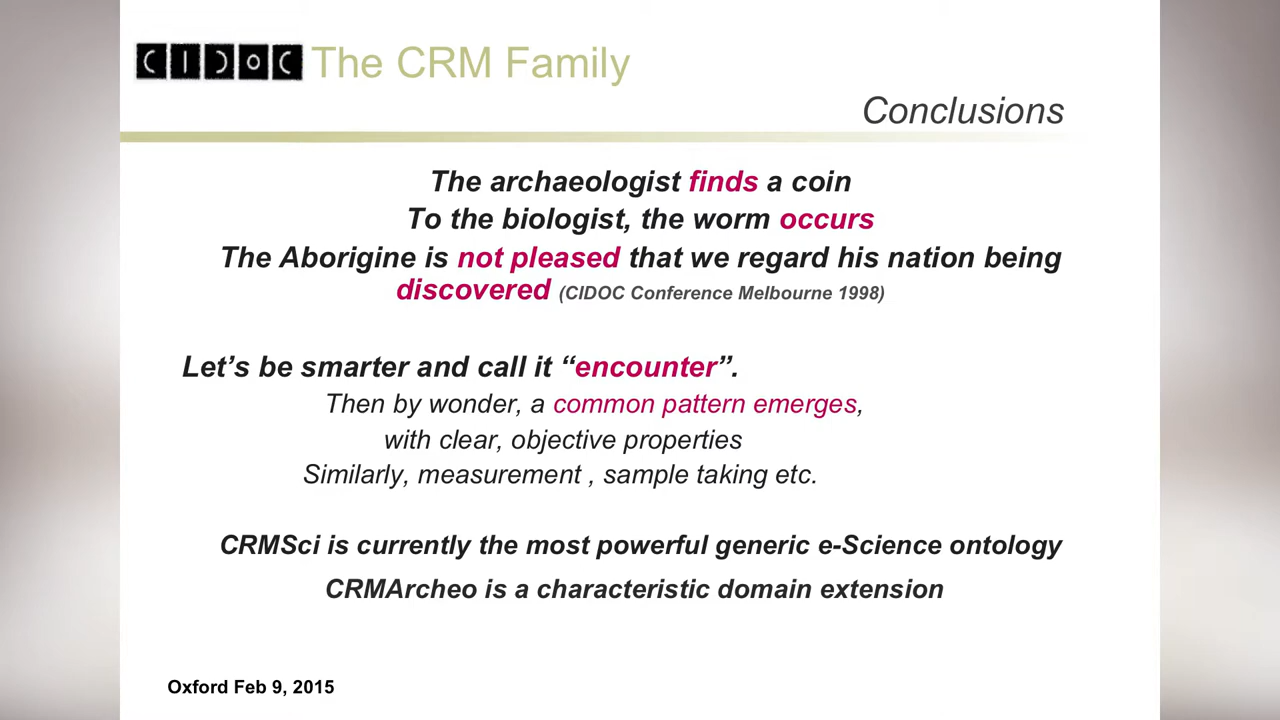 CIDOC The CRM Family
Conclusions
The archaeologist finds a coin
To the biologist, the worm occurs
The Aborigine is not pleased that we regard his nation being
discovered (CIDOC Conference Melbourne 1998)
Let's be smarter and call it “encounter”.
Then by wonder, a common pattern emerges,
with clear, objective properties
Similarly, measurement , sample taking etc.
CRMSci is currently the most powerful generic e-Science ontology
CRMArcheo is a characteristic domain extension
Oxford Feb 9, 2015